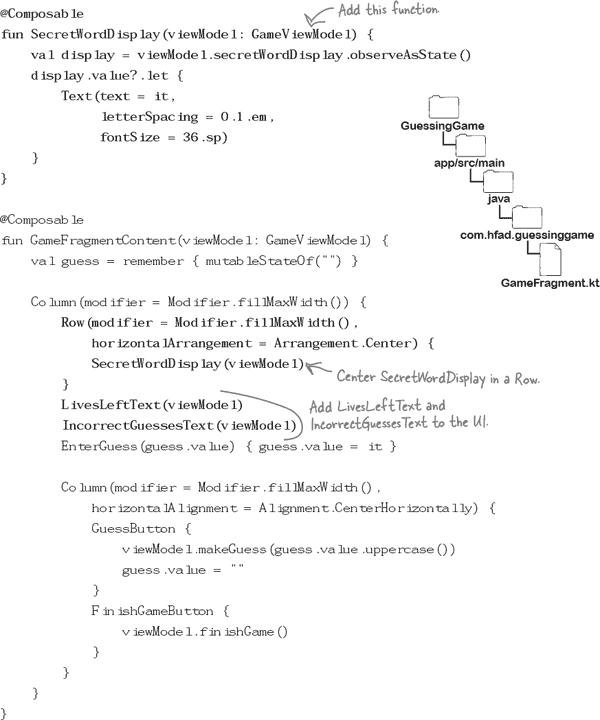 @Composable
Add this function.
fun SecretWordDisplay(viewModel: GameViewModel) {
    val display = viewModel.secretWordDisplay.observeAsState()
    display.value?.let {
        Text(text = it,
             letterSpacing = 0.1.em,
             fontSize = 36.sp)
    }
}
GuessingGame
app/src/main
java
com.hfad.guessinggame
GameFragment.kt
@Composable
fun GameFragmentContent(viewModel: GameViewModel) {
    val guess = remember { mutableStateOf("") }
    Column(modifier = Modifier.fillMaxWidth()) {
        Row(modifier = Modifier.fillMaxWidth(),
            horizontalArrangement = Arrangement.Center) {
            SecretWordDisplay(viewModel)
Center SecretWordDisplay in a Row.
        }
        LivesLeftText(viewModel)
        IncorrectGuessesText(viewModel)
Add LivesLeftText and
IncorrectGuessesText to the UI.
        EnterGuess(guess.value) { guess.value = it }
        Column(modifier = Modifier.fillMaxWidth(),
            horizontalAlignment = Alignment.CenterHorizontally) {
            GuessButton {
                viewModel.makeGuess(guess.value.uppercase())
                guess.value = ""
            }
            FinishGameButton {
                viewModel.finishGame()
            }
        }
    }
}